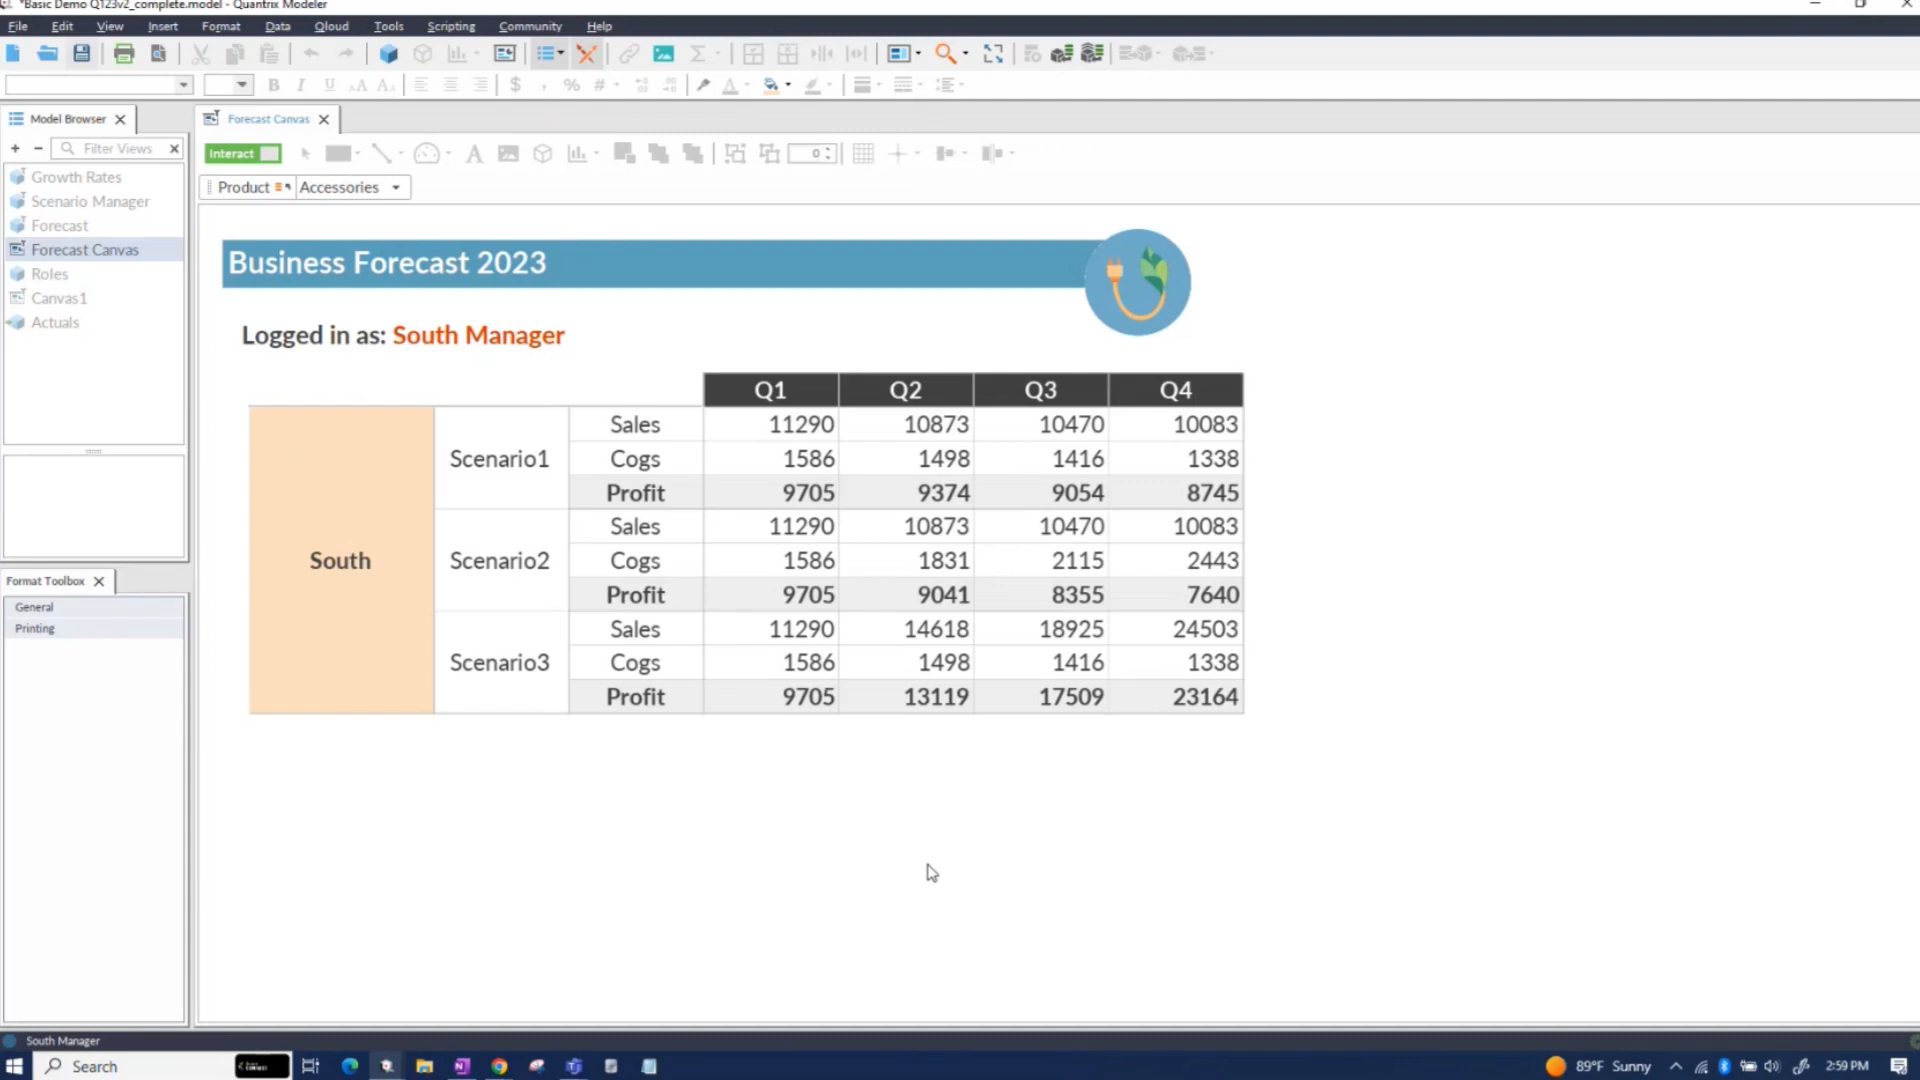 *Basic Demo Q123v2_complete.model - Quantrix Modeler
File Edit View Insert Format Data Qloud Tools Scripting Community Help
Model Browser
Forecast Canvas
Filter Views
Interact
0
Product Accessories
Growth Rates
Scenario Manager
Forecast
Forecast Canvas
Roles
Canvas1
Actuals
Format Toolbox
General
Printing
Business Forecast 2023
Logged in as: South Manager
Q1 Q2 Q3 Q4
South
Scenario1
Sales 11290 10873 10470 10083
Cogs 1586 1498 1416 1338
Profit 9705 9374 9054 8745
Scenario2
Sales 11290 10873 10470 10083
Cogs 1586 1831 2115 2443
Profit 9705 9041 8355 7640
Scenario3
Sales 11290 14618 18925 24503
Cogs 1586 1498 1416 1338
Profit 9705 13119 17509 23164
South Manager
Search
89°F Sunny
2:59 PM